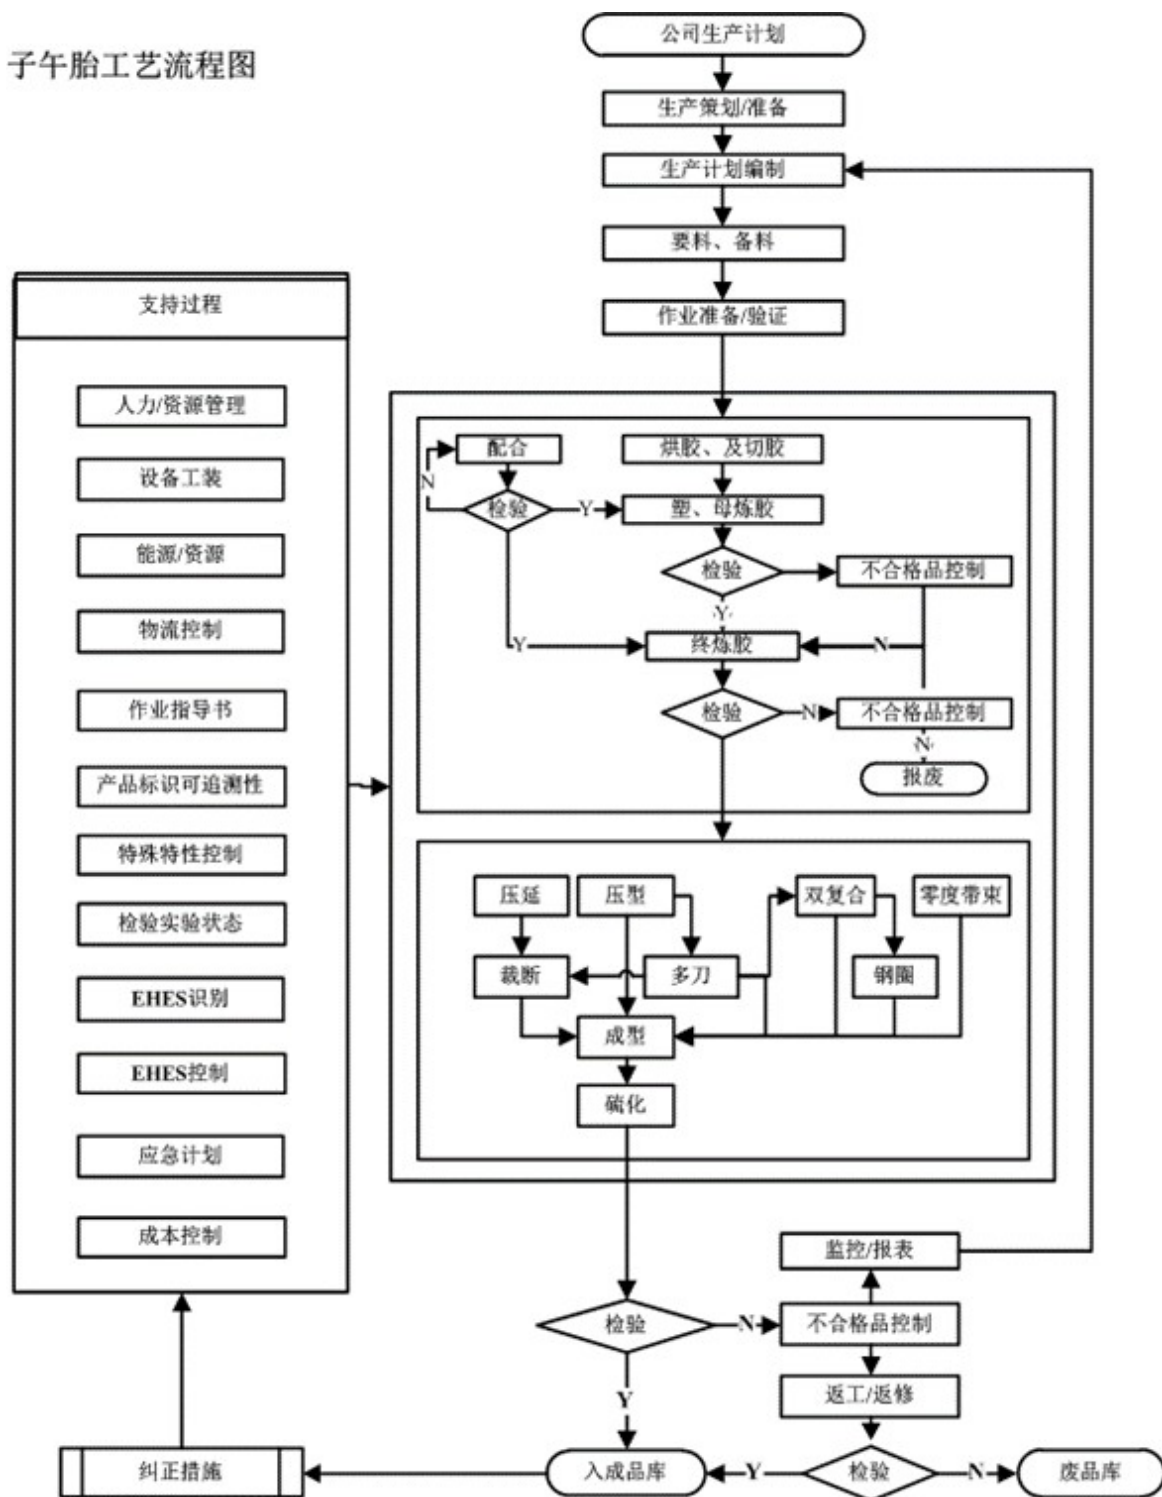 子午胎工艺流程图
公司生产计划
生产策划/准备
生产计划编制
要料、备料
作业准备/验证
支持过程
人力/资源管理
设备工装
能源/资源
物流控制
作业指导书
产品标识可追溯性
特殊特性控制
检验实验状态
EHES识别
EHES控制
应急计划
成本控制
配合
烘胶、及切胶
N
检验
Y
塑、母炼胶
检验
不合格品控制
Y
Y
终炼胶
N
检验
N
不合格品控制
N
报废
压延
压型
双复合
零度带束
裁断
多刀
钢圈
成型
硫化
监控/报表
检验
N
不合格品控制
Y
返工/返修
纠正措施
入成品库
Y
检验
N
废品库